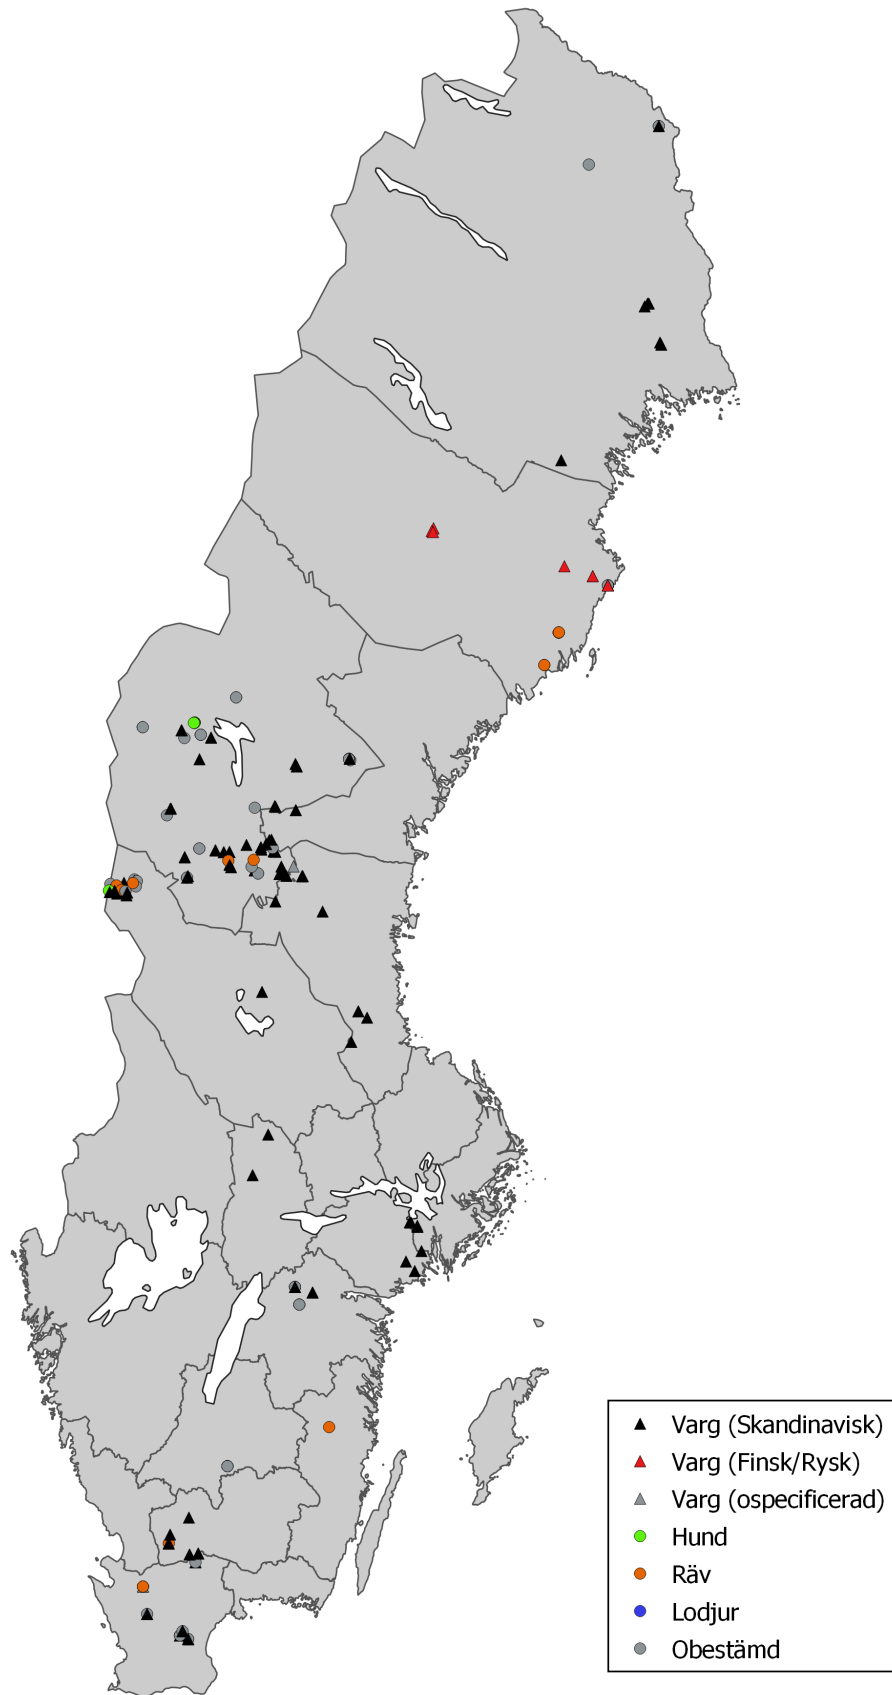 Varg (Skandinavisk)
Varg (Finsk/Rysk)
Varg (ospecificerad)
Hund
Räv
Lodjur
Obestämd